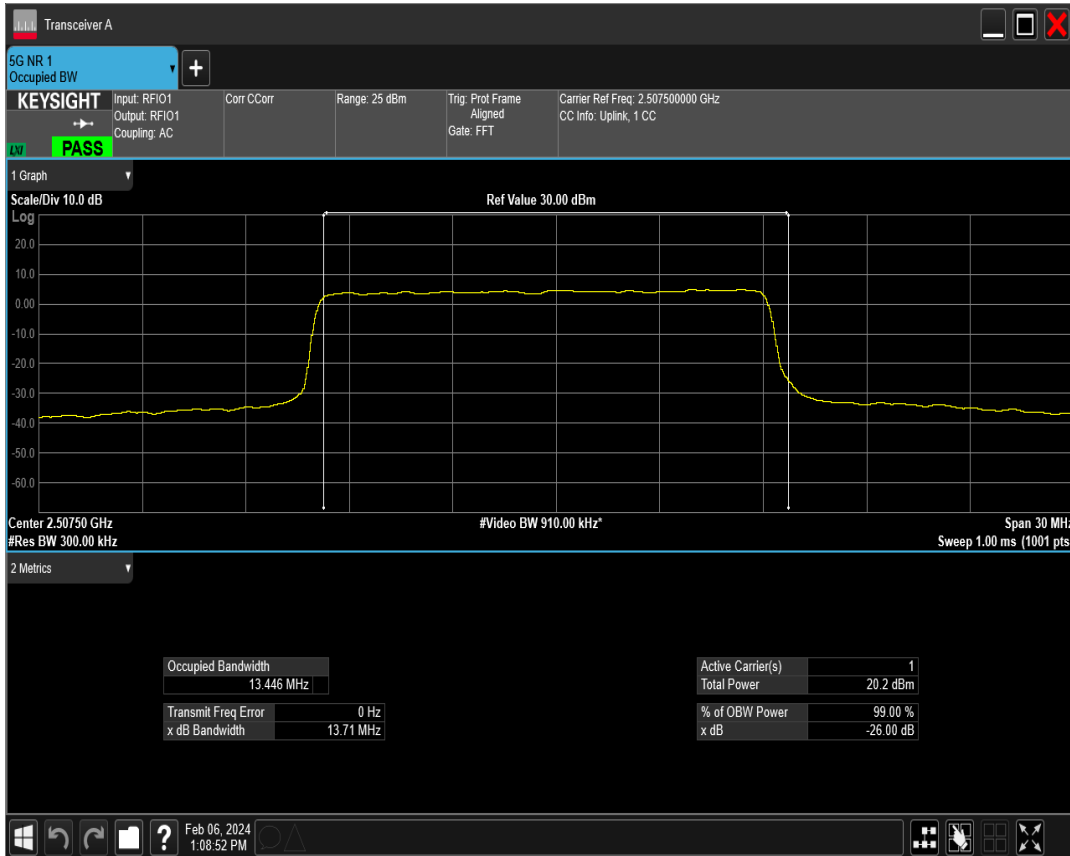 Transceiver A
5G NR 1
Occupied BW
KEYSIGHT
Input: RFIO1
Output: RFIO1
Coupling: AC
Corr CCorr
Range: 25 dBm
Trig: Prot Frame
Aligned
Gate: FFT
Carrier Ref Freq: 2.507500000 GHz
CC Info: Uplink, 1 CC
LXI
PASS
1 Graph
Scale/Div 10.0 dB
Ref Value 30.00 dBm
Log
20.0
10.0
0.00
-10.0
-20.0
-30.0
-40.0
-50.0
-60.0
Center 2.50750 GHz
#Video BW 910.00 kHz*
Span 30 MHz
#Res BW 300.00 kHz
Sweep 1.00 ms (1001 pts
2 Metrics
Occupied Bandwidth
13.446 MHz
Transmit Freq Error 0 Hz
x dB Bandwidth 13.71 MHz
Active Carrier(s) 1
Total Power 20.2 dBm
% of OBW Power 99.00 %
x dB -26.00 dB
?
Feb 06, 2024
1:08:52 PM